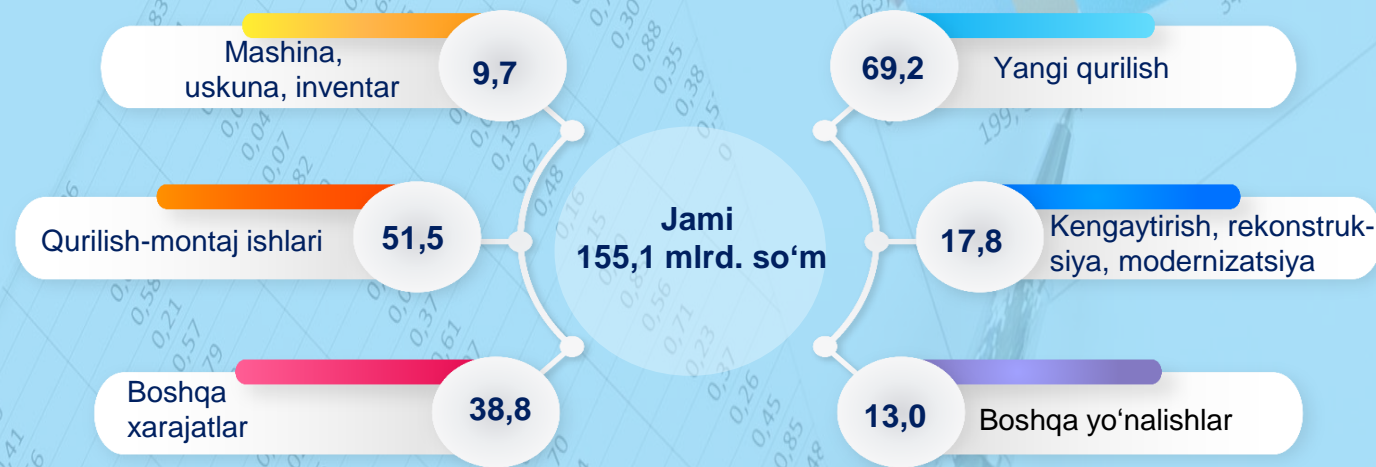 Mashina,
uskuna, inventar
9,7
Qurilish-montaj ishlari
51,5
Boshqa
xarajatlar
38,8
Jami
155,1 mlrd. so‘m
69,2
Yangi qurilish
17,8
Kengaytirish, rekonstruk-
siya, modernizatsiya
13,0
Boshqa yo‘nalishlar